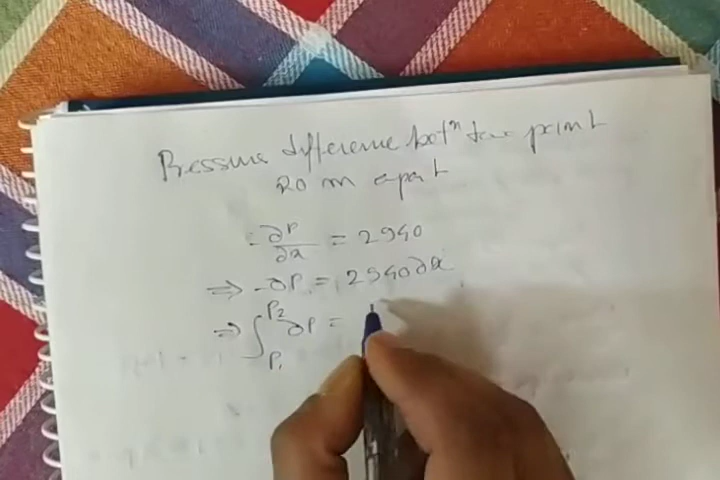 Pressure difference betn two point
20 m apart
-∂P/∂x = 2940
⇒ -∂P = 2940 ∂x
⇒ -∫P1^P2 ∂P =